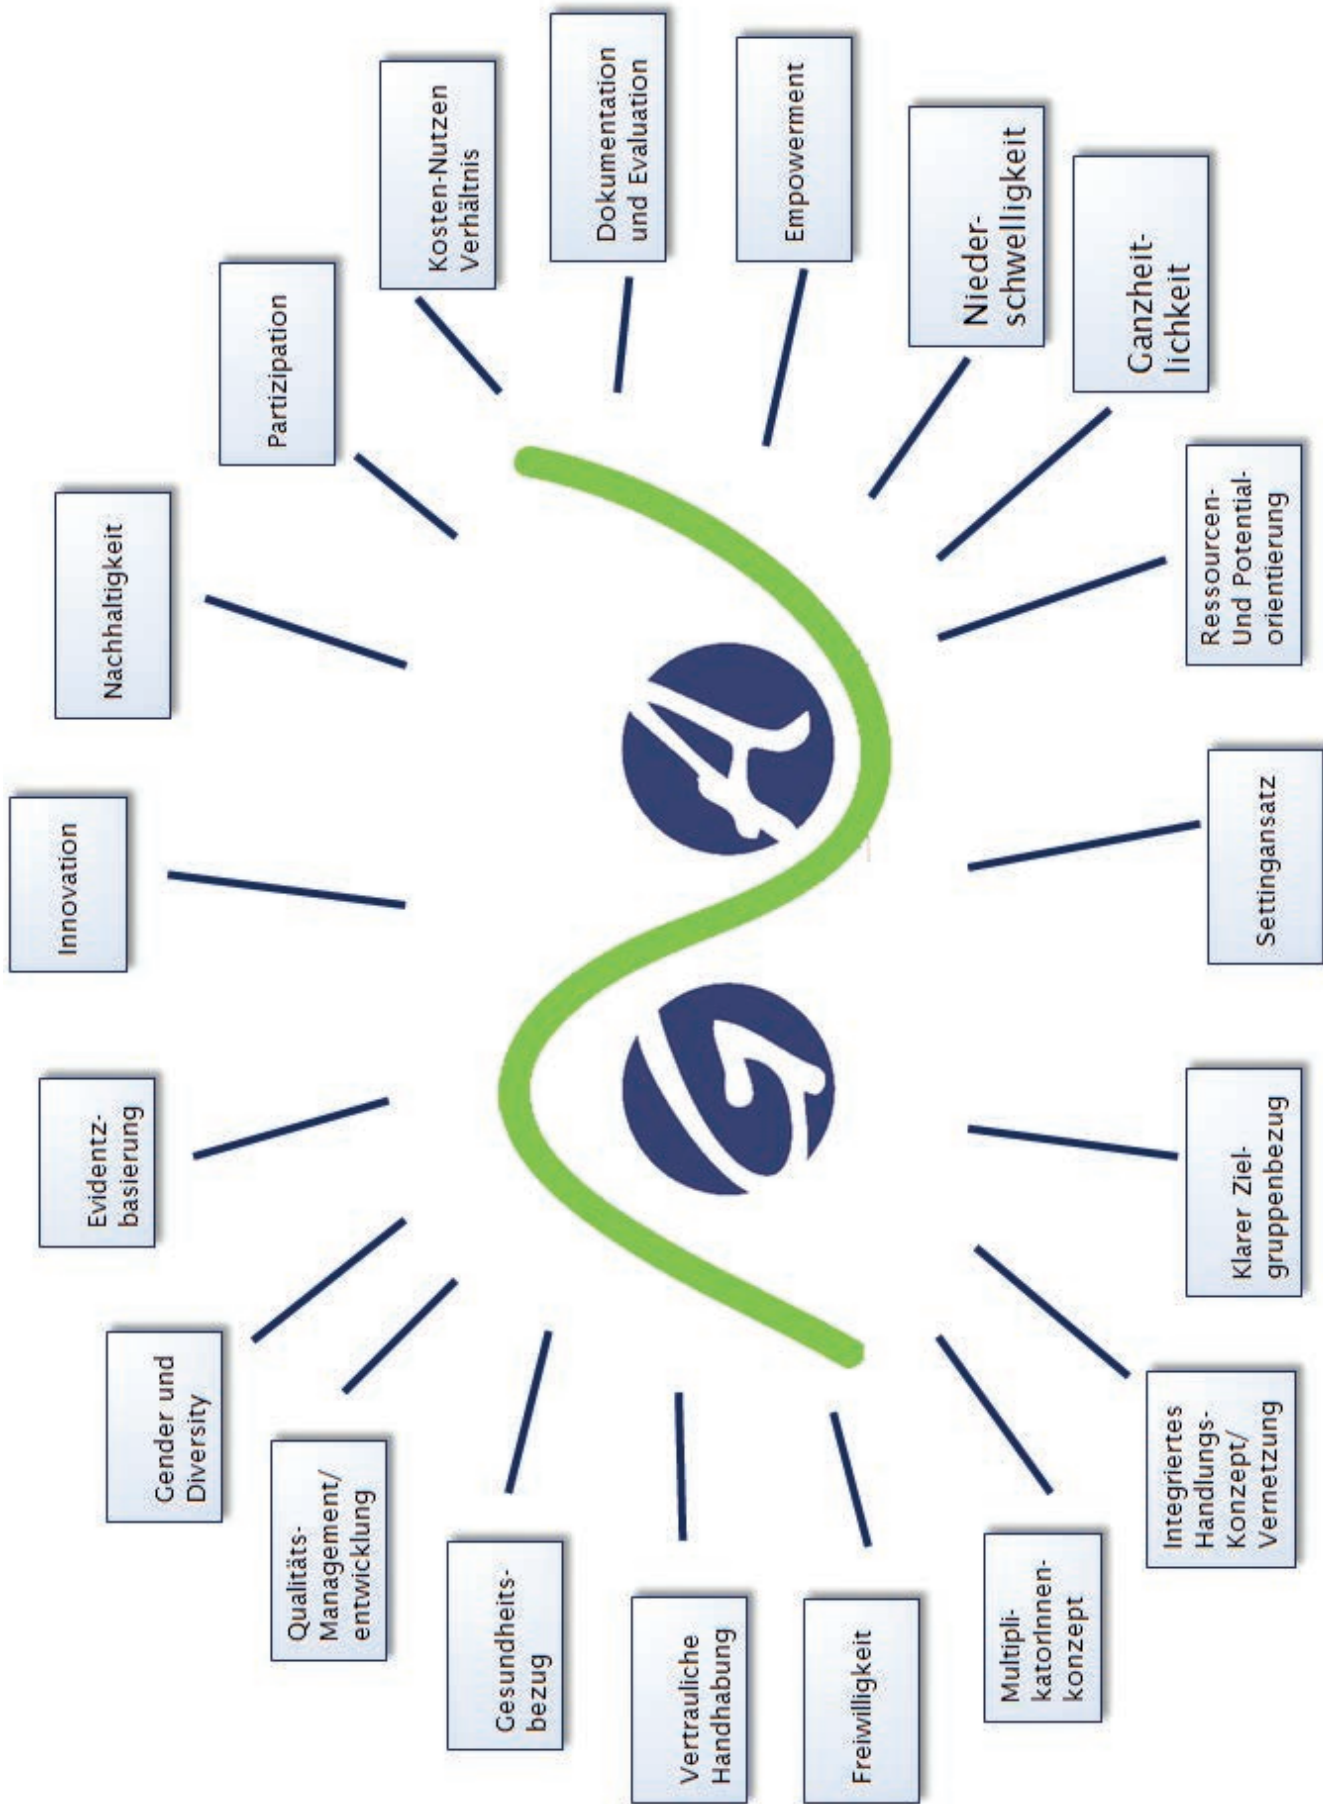 Innovation
Nachhaltigkeit
Partizipation
Kosten-Nutzen
Verhältnis
Dokumentation
und Evaluation
Empowerment
Nieder-
schwelligkeit
Ganzheit-
lichkeit
Ressourcen-
Und Potential-
orientierung
Settingansatz
Klarer Ziel-
gruppenbezug
Integriertes
Handlungs-
Konzept/
Vernetzung
Multipli-
katorInnen-
konzept
Freiwilligkeit
Vertrauliche
Handhabung
Gesundheits-
bezug
Qualitäts-
Management/
entwicklung
Gender und
Diversity
Evidentz-
basierung
G
A